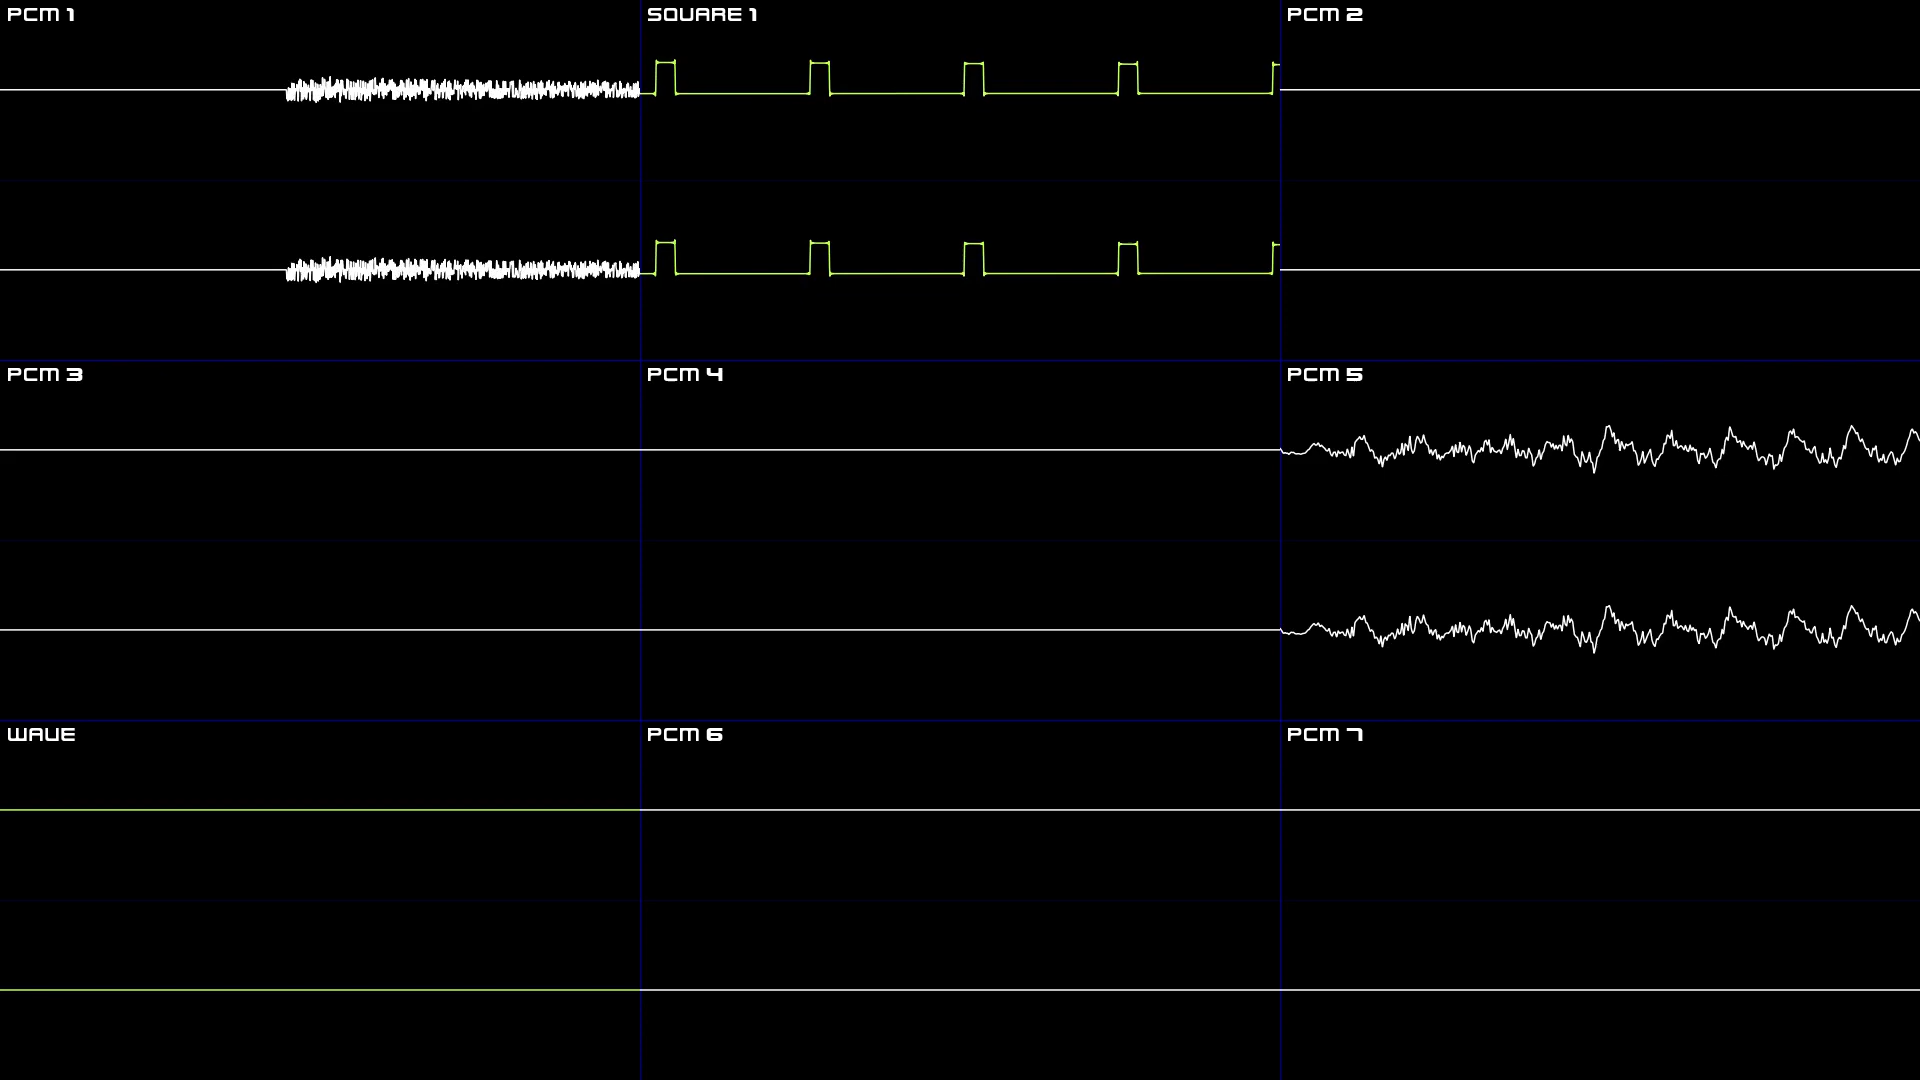 PCM 1
SQUARE 1
PCM 2
PCM 3
PCM 4
PCM 5
WAVE
PCM 6
PCM 7